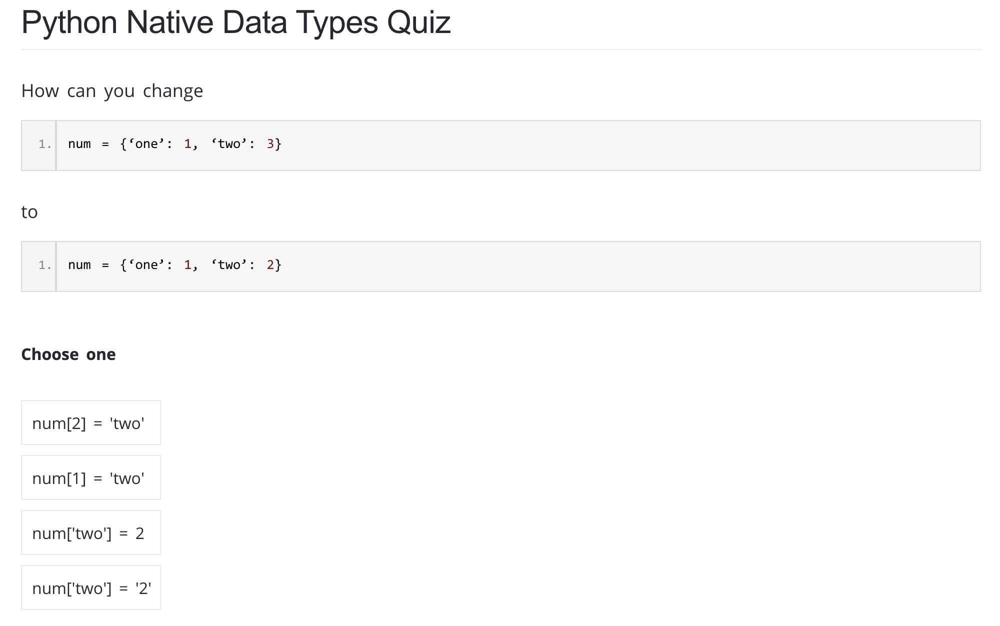 Python Native Data Types Quiz
How can you change
1. num = {‘one’: 1, ‘two’: 3}
to
1. num = {‘one’: 1, ‘two’: 2}
Choose one
num[2] = 'two'
num[1] = 'two'
num['two'] = 2
num['two'] = '2'